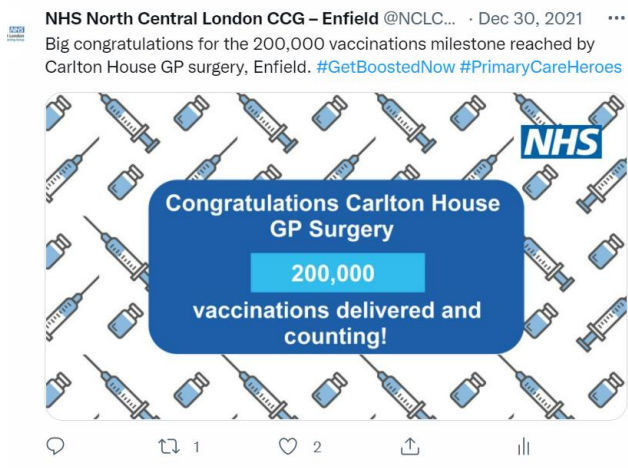 NHS North Central London CCG – Enfield @NCLC... · Dec 30, 2021 ...
Big congratulations for the 200,000 vaccinations milestone reached by
Carlton House GP surgery, Enfield. #GetBoostedNow #PrimaryCareHeroes
NHS
Congratulations Carlton House
GP Surgery
200,000
vaccinations delivered and
counting!
1 2